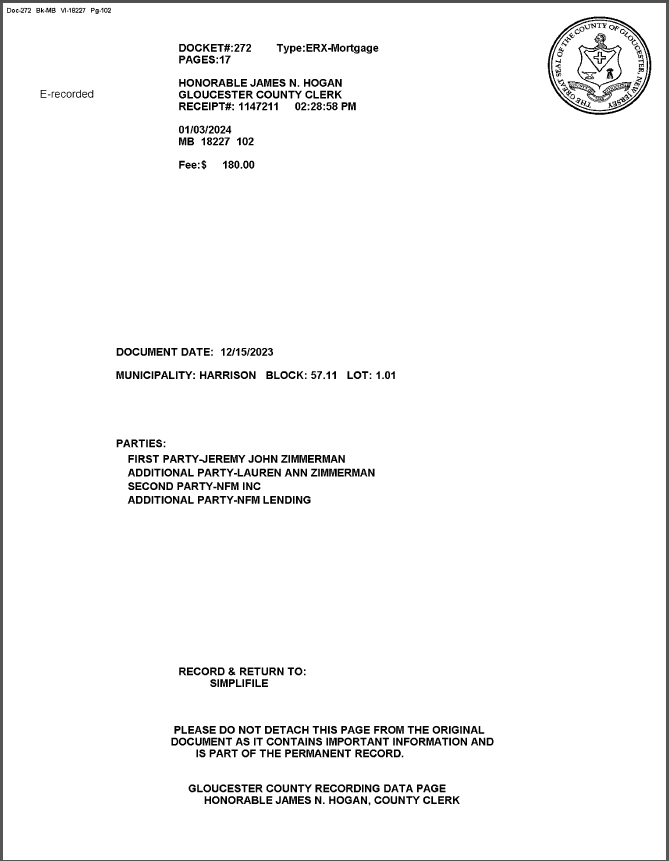 Doc-272 Bk-MB Vl-18227 Pg-102
DOCKET#:272 Type:ERX-Mortgage
PAGES:17
HONORABLE JAMES N. HOGAN
E-recorded
GLOUCESTER COUNTY CLERK
RECEIPT#: 1147211 02:28:58 PM
01/03/2024
MB 18227 102
Fee:$ 180.00
THE GREAT SEAL OF THE COUNTY OF GLOUCESTER, NEW JERSEY
DOCUMENT DATE: 12/15/2023
MUNICIPALITY: HARRISON BLOCK: 57.11 LOT: 1.01
PARTIES:
FIRST PARTY-JEREMY JOHN ZIMMERMAN
ADDITIONAL PARTY-LAUREN ANN ZIMMERMAN
SECOND PARTY-NFM INC
ADDITIONAL PARTY-NFM LENDING
RECORD & RETURN TO:
SIMPLIFILE
PLEASE DO NOT DETACH THIS PAGE FROM THE ORIGINAL
DOCUMENT AS IT CONTAINS IMPORTANT INFORMATION AND
IS PART OF THE PERMANENT RECORD.
GLOUCESTER COUNTY RECORDING DATA PAGE
HONORABLE JAMES N. HOGAN, COUNTY CLERK